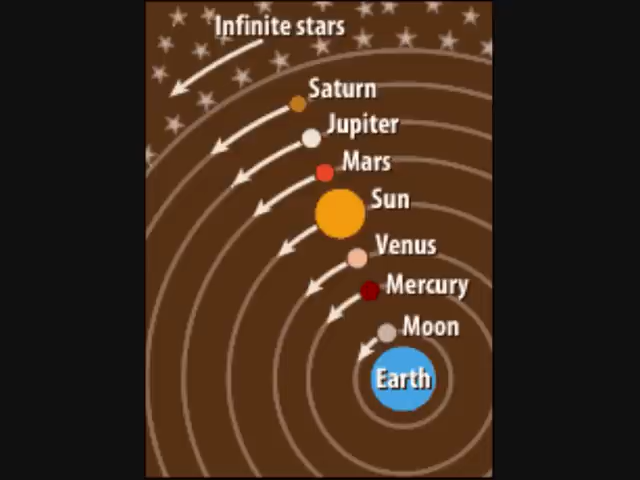 Infinite stars
Saturn
Jupiter
Mars
Sun
Venus
Mercury
Moon
Earth